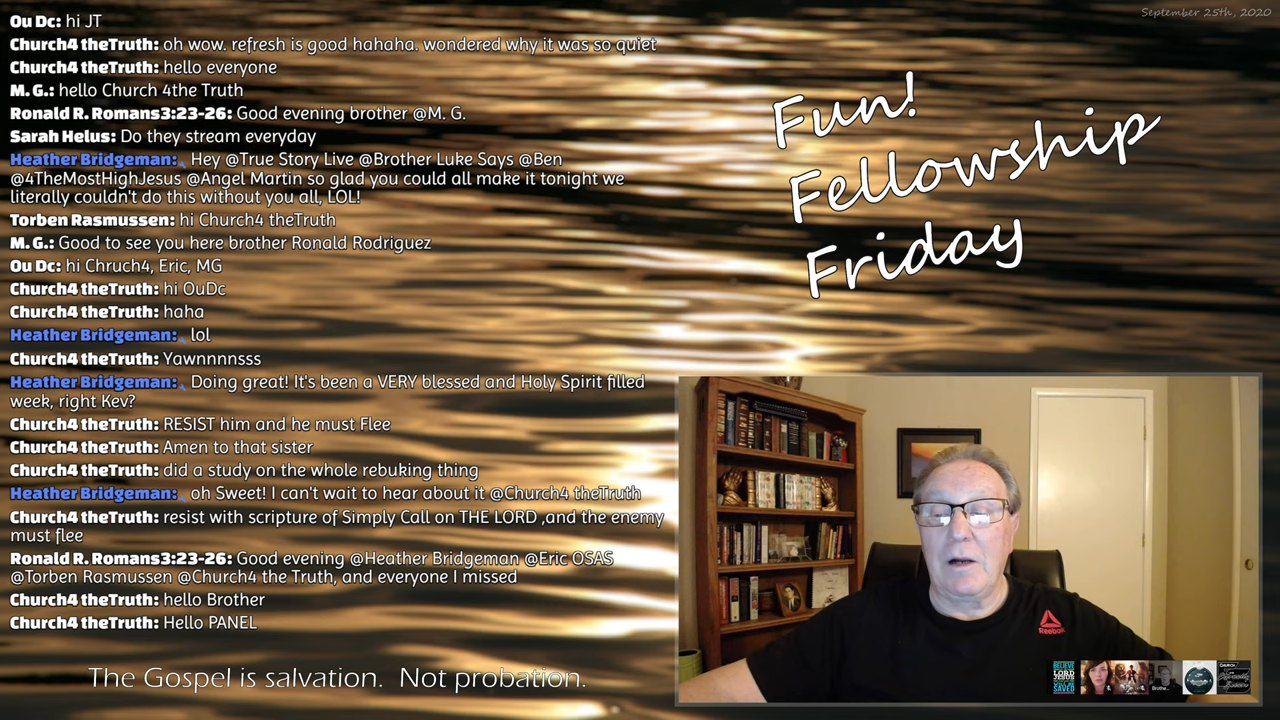 September 25th, 2020
Ou Dc: hi JT
Church4 theTruth: oh wow. refresh is good hahaha. wondered why it was so quiet
Church4 theTruth: hello everyone
M. G.: hello Church 4the Truth
Ronald R. Romans3:23-26: Good evening brother @M. G.
Sarah Helus: Do they stream everyday
Heather Bridgeman: Hey @True Story Live @Brother Luke Says @Ben
@4TheMostHighJesus @Angel Martin so glad you could all make it tonight we
literally couldn't do this without you all, LOL!
Torben Rasmussen: hi Church4 theTruth
M. G.: Good to see you here brother Ronald Rodriguez
Ou Dc: hi Chruch4, Eric, MG
Church4 theTruth: hi OuDc
Church4 theTruth: haha
Heather Bridgeman: lol
Church4 theTruth: Yawnnnnsss
Heather Bridgeman: Doing great! It's been a VERY blessed and Holy Spirit filled
week, right Kev?
Church4 theTruth: RESIST him and he must Flee
Church4 theTruth: Amen to that sister
Church4 theTruth: did a study on the whole rebuking thing
Heather Bridgeman: oh Sweet! I can't wait to hear about it @Church4 theTruth
Church4 theTruth: resist with scripture of Simply Call on THE LORD ,and the enemy
must flee
Ronald R. Romans3:23-26: Good evening @Heather Bridgeman @Eric OSAS
@Torben Rasmussen @Church4 the Truth, and everyone I missed
Church4 theTruth: hello Brother
Church4 theTruth: Hello PANEL
The Gospel is salvation. Not probation.
Fun!
Fellowship
Friday
Reebok
BELIEVE
JESUS
SAVED
Brothe...
CHURCH